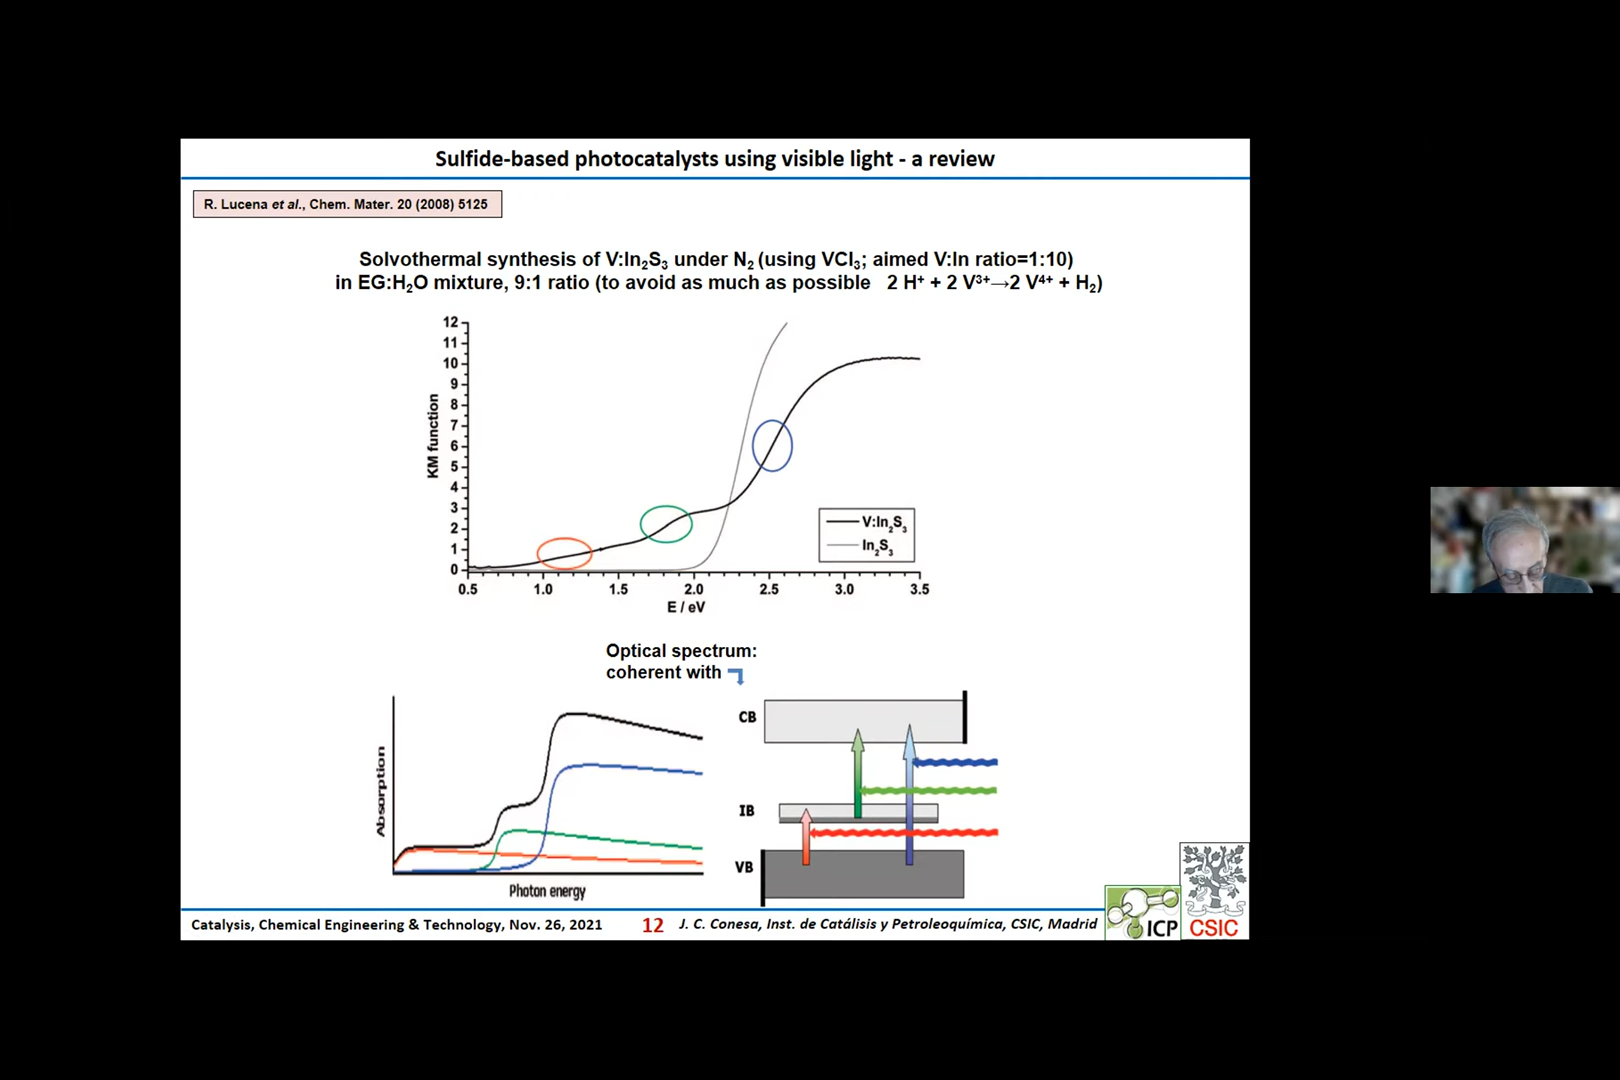 Sulfide-based photocatalysts using visible light - a review
R. Lucena et al., Chem. Mater. 20 (2008) 5125
Solvothermal synthesis of V:In₂S₃ under N₂ (using VCl₃; aimed V:In ratio=1:10)
in EG:H₂O mixture, 9:1 ratio (to avoid as much as possible 2 H⁺ + 2 V³⁺→2 V⁴⁺ + H₂)
KM function
12
11
10
9
8
7
6
5
4
3
2
1
0
V:In₂S₃
In₂S₃
0.5 1.0 1.5 2.0 2.5 3.0 3.5
E / eV
Optical spectrum:
coherent with
Absorption
Photon energy
CB
IB
VB
ICP
CSIC
Catalysis, Chemical Engineering & Technology, Nov. 26, 2021 12 J. C. Conesa, Inst. de Catálisis y Petroleoquímica, CSIC, Madrid